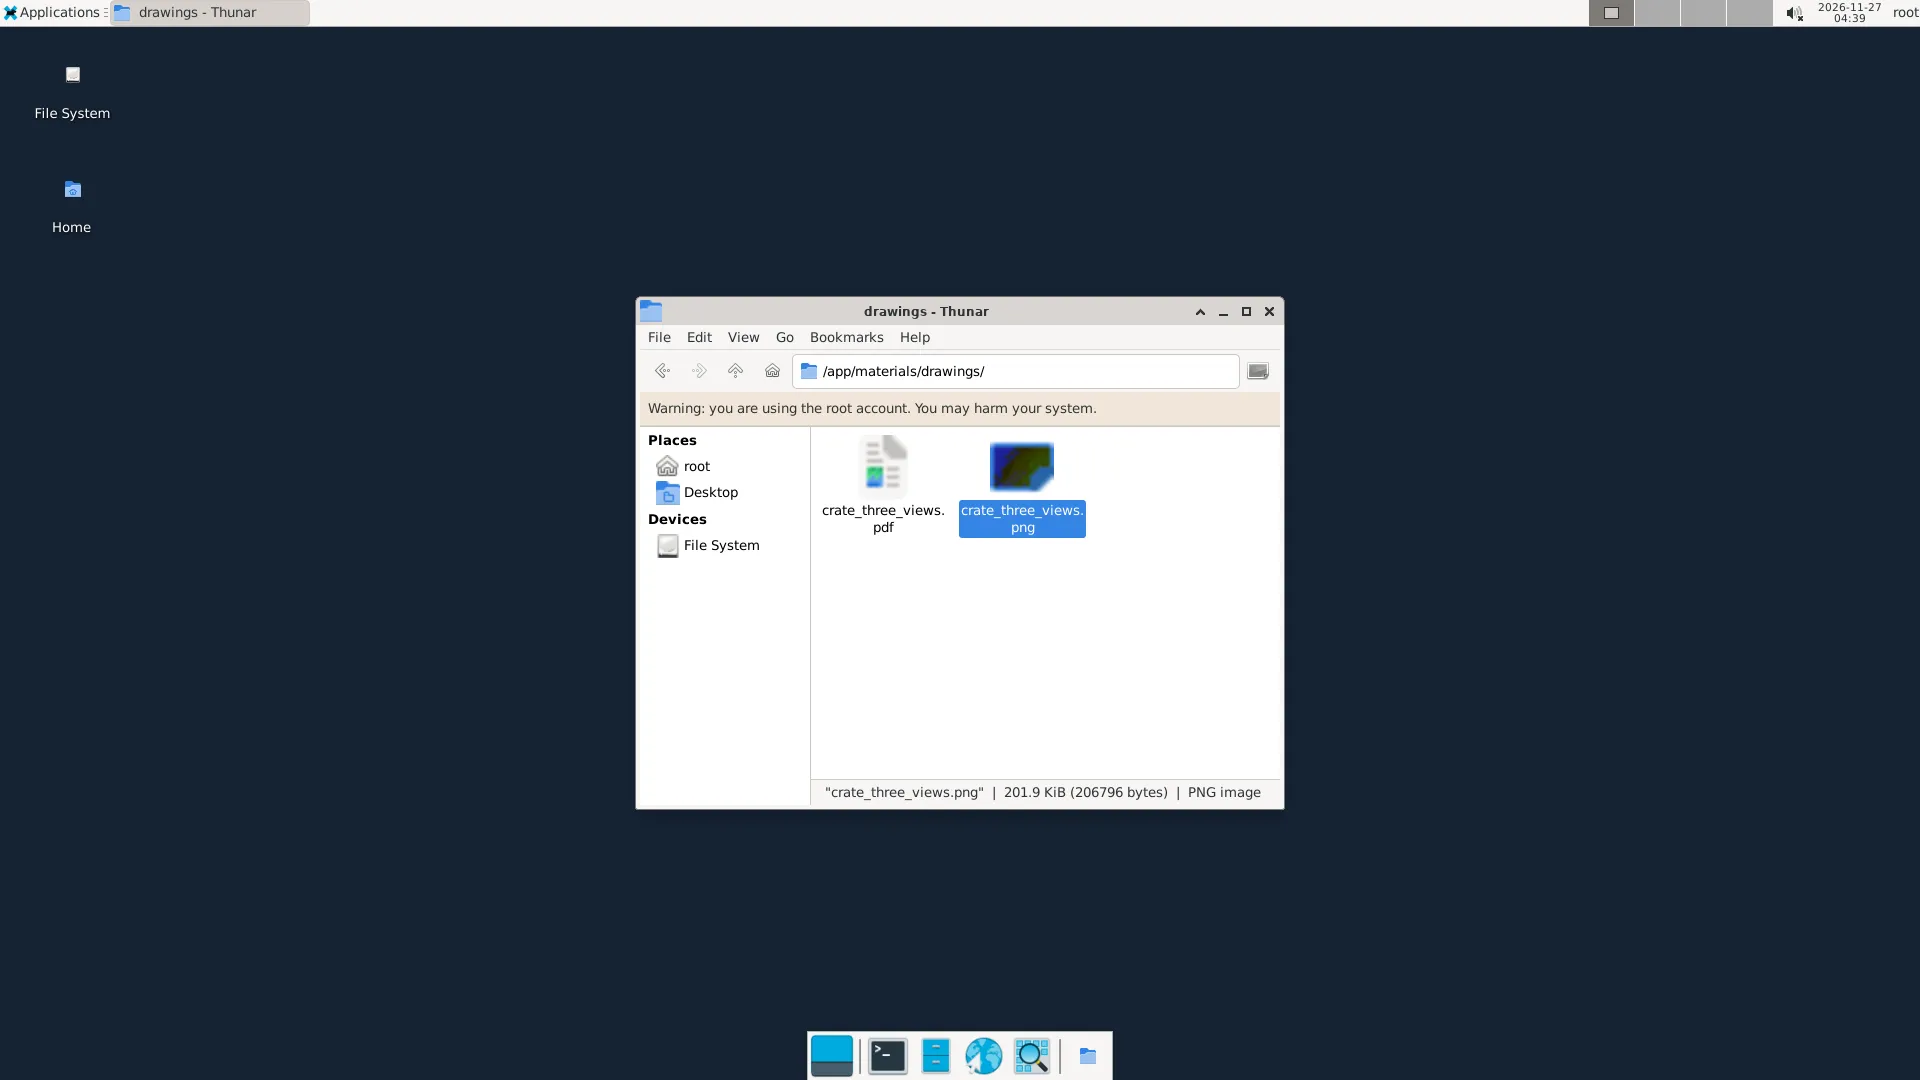 Applications
drawings - Thunar
2026-11-27
04:39
root
File System
Home
drawings - Thunar
File Edit View Go Bookmarks Help
/app/materials/drawings/
Warning: you are using the root account. You may harm your system.
Places
root
Desktop
Devices
File System
crate_three_views.
pdf
crate_three_views.
png
"crate_three_views.png" | 201.9 KiB (206796 bytes) | PNG image